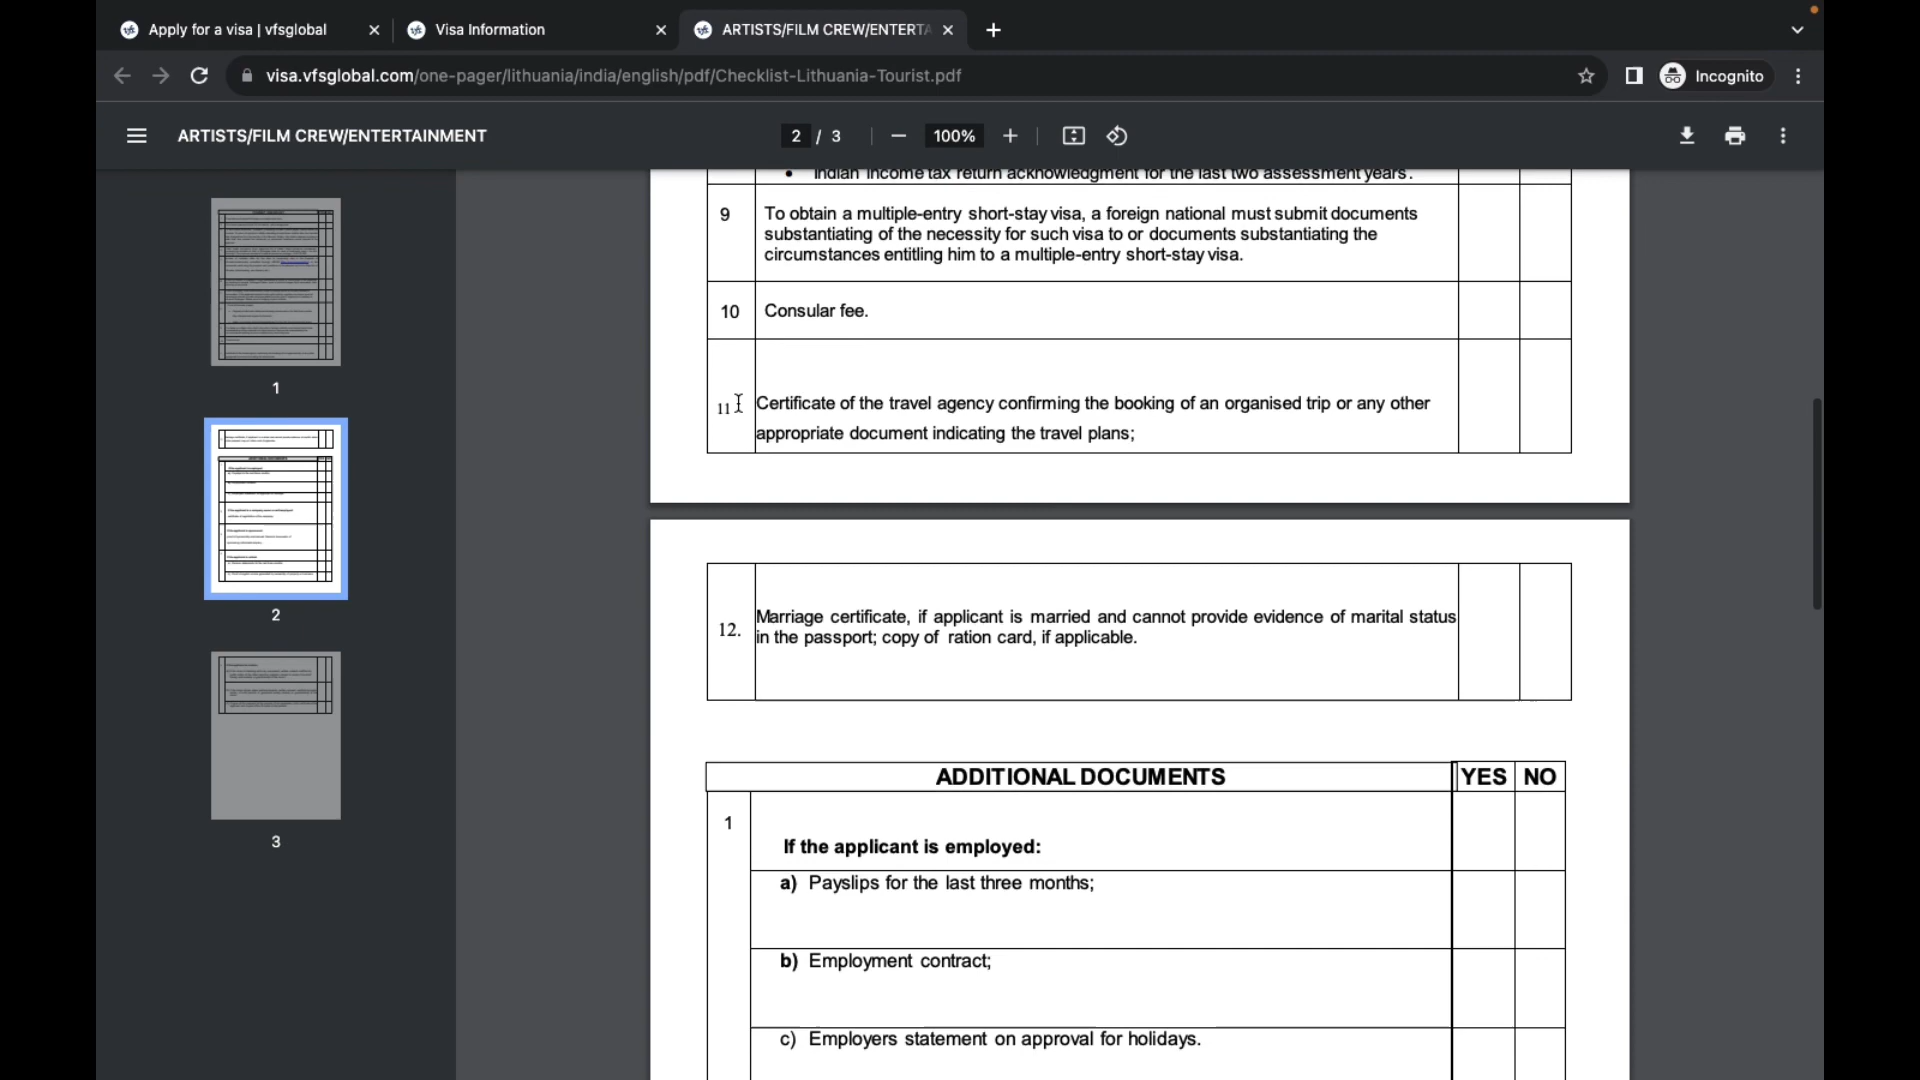 Apply for a visa | vfsglobal
Visa Information
ARTISTS/FILM CREW/ENTERTA
visa.vfsglobal.com/one-pager/lithuania/india/english/pdf/Checklist-Lithuania-Tourist.pdf
Incognito
ARTISTS/FILM CREW/ENTERTAINMENT
2 / 3
100%
1
2
3
• Indian income tax return acknowledgment for the last two assessment years.
9
To obtain a multiple-entry short-stay visa, a foreign national must submit documents
substantiating of the necessity for such visa to or documents substantiating the
circumstances entitling him to a multiple-entry short-stay visa.
10
Consular fee.
11
Certificate of the travel agency confirming the booking of an organised trip or any other
appropriate document indicating the travel plans;
12.
Marriage certificate, if applicant is married and cannot provide evidence of marital status
in the passport; copy of ration card, if applicable.
ADDITIONAL DOCUMENTS YES NO
1
If the applicant is employed:
a) Payslips for the last three months;
b) Employment contract;
c) Employers statement on approval for holidays.